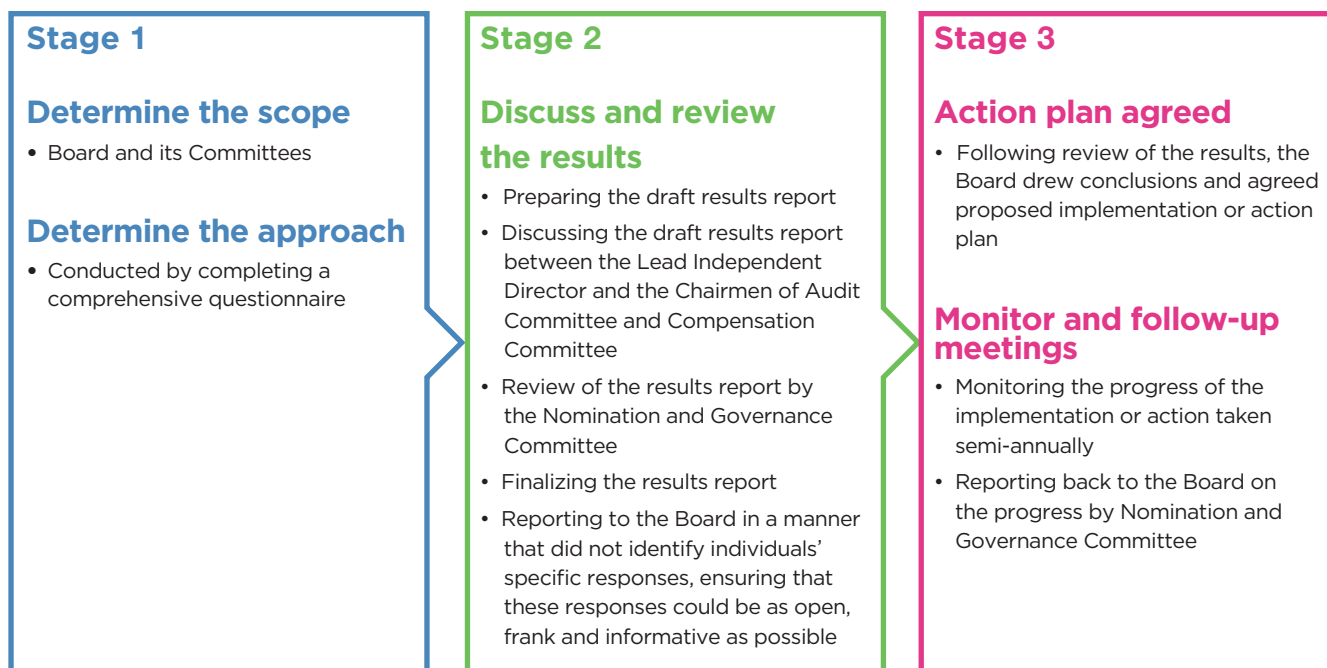 Stage 1
Determine the scope
• Board and its Committees
Determine the approach
• Conducted by completing a
comprehensive questionnaire
Stage 2
Discuss and review
the results
• Preparing the draft results report
• Discussing the draft results report
between the Lead Independent
Director and the Chairmen of Audit
Committee and Compensation
Committee
• Review of the results report by
the Nomination and Governance
Committee
• Finalizing the results report
• Reporting to the Board in a manner
that did not identify individuals’
specific responses, ensuring that
these responses could be as open,
frank and informative as possible
Stage 3
Action plan agreed
• Following review of the results, the
Board drew conclusions and agreed
proposed implementation or action
plan
Monitor and follow-up
meetings
• Monitoring the progress of the
implementation or action taken
semi-annually
• Reporting back to the Board on
the progress by Nomination and
Governance Committee